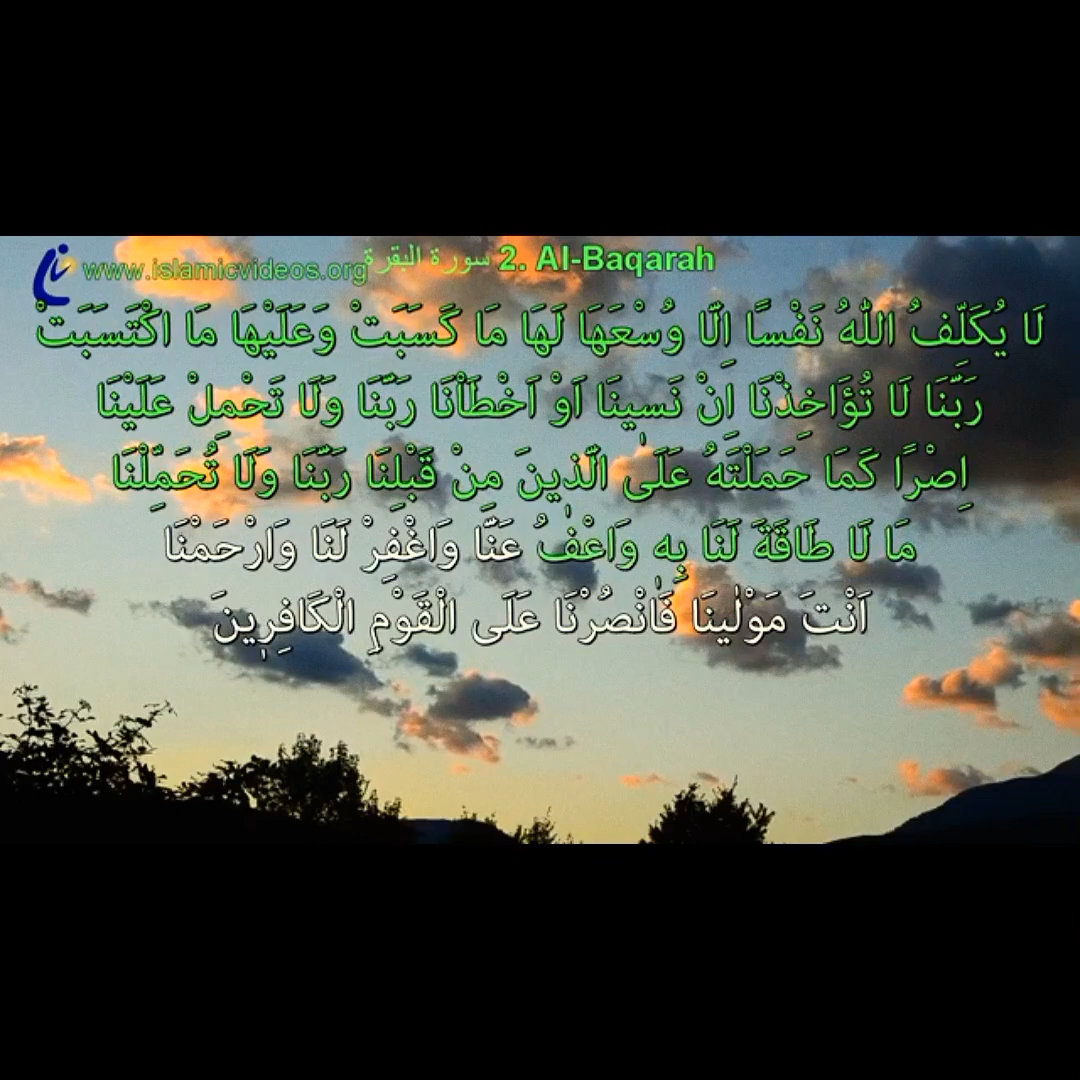 www.islamicvideos.org
سورة البقرة 2. Al-Baqarah
لَا يُكَلِّفُ اللّٰهُ نَفْسًا اِلَّا وُسْعَهَا لَهَا مَا كَسَبَتْ وَعَلَيْهَا مَا اكْتَسَبَتْ
رَبَّنَا لَا تُؤَاخِذْنَا اِنْ نَسِينَا اَوْ اَخْطَاْنَا رَبَّنَا وَلَا تَحْمِلْ عَلَيْنَا
اِصْرًا كَمَا حَمَلْتَهُ عَلَى الَّذِينَ مِنْ قَبْلِنَا رَبَّنَا وَلَا تُحَمِّلْنَا
مَا لَا طَاقَةَ لَنَا بِهِ وَاعْفُ عَنَّا وَاغْفِرْ لَنَا وَارْحَمْنَا
اَنْتَ مَوْلٰينَا فَانْصُرْنَا عَلَى الْقَوْمِ الْكَافِرِينَ